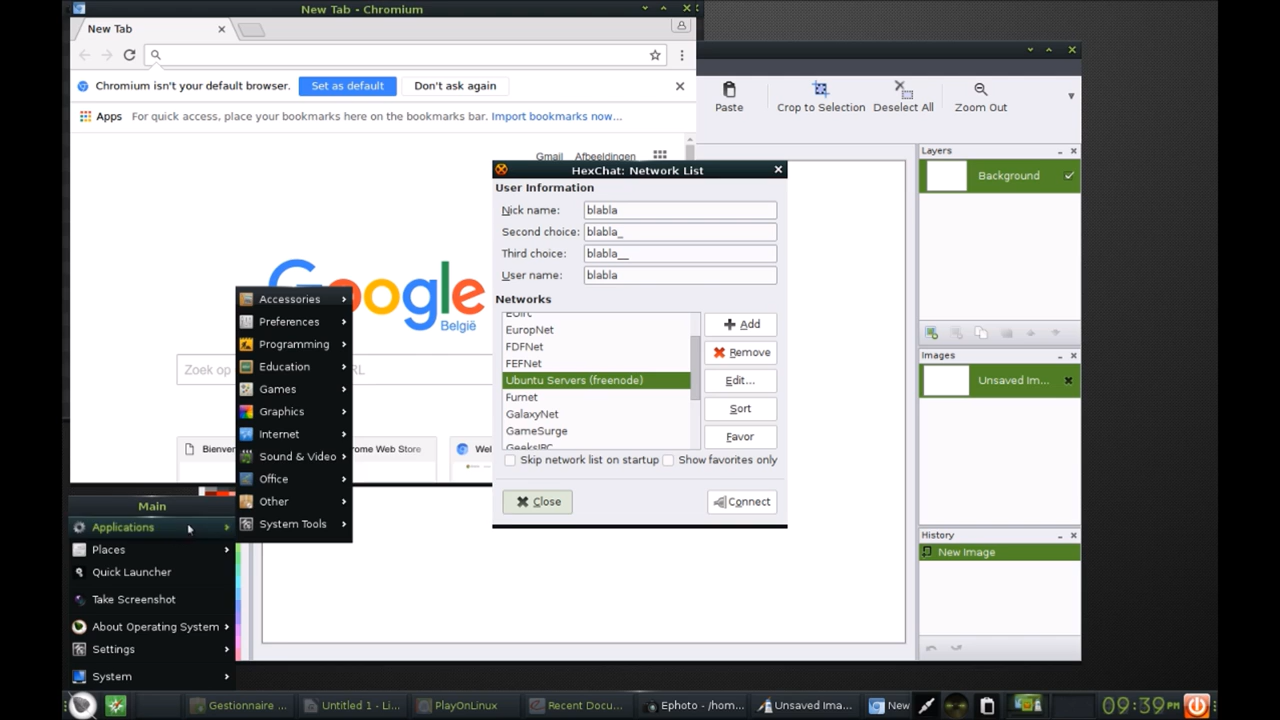 New Tab - Chromium
New Tab
Chromium isn't your default browser. Set as default Don't ask again
Apps For quick access, place your bookmarks here on the bookmarks bar. Import bookmarks now...
Gmail Afbeeldingen
Google
België
Zoek op
RL
Bienver
ome Web Store
Wel
Paste
Crop to Selection
Deselect All
Zoom Out
Layers
Background
Images
Unsaved Im...
History
New Image
HexChat: Network List
User Information
Nick name: blabla
Second choice: blabla_
Third choice: blabla__
User name: blabla
Networks
EuropNet
FDFNet
FEFNet
Ubuntu Servers (freenode)
Furnet
GalaxyNet
GameSurge
GeeksIRC
Add
Remove
Edit...
Sort
Favor
Skip network list on startup
Show favorites only
Close
Connect
Accessories
Preferences
Programming
Education
Games
Graphics
Internet
Sound & Video
Office
Other
System Tools
Main
Applications
Places
Quick Launcher
Take Screenshot
About Operating System
Settings
System
Gestionnaire ...
Untitled 1 - Li...
PlayOnLinux
Recent Docu...
Ephoto - /hom...
Unsaved Ima...
New
09:39PM